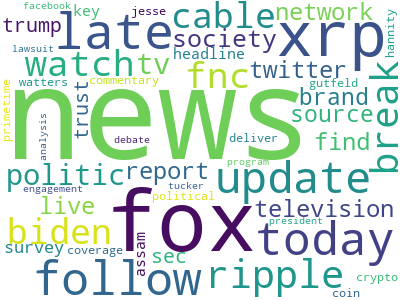 facebook
jesse
key
cable
network
trump
late
xrp
society
hannity
lawsuit
headline
watch
tv
fnc
twitter
gutfeld
break
watters
commentary
primetime
trust
brand
source
news
analysis
debate
deliver
find
politic
report
program
update
engagement
tucker
political
live
fox
television
biden
president
today
survey
coverage
assam
sec
follow
ripple
crypto
coin